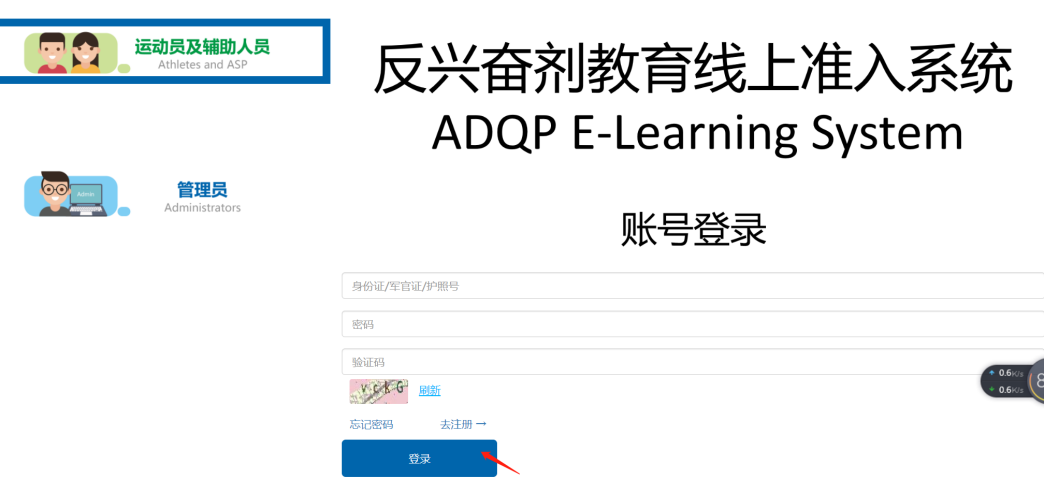 运动员及辅助人员
Athletes and ASP
反兴奋剂教育线上准入系统
ADQP E-Learning System
Admin
管理员
Administrators
账号登录
身份证/军官证/护照号
密码
验证码
VckG 刷新
忘记密码 去注册→
登录
0.6K/s
0.6K/s
8